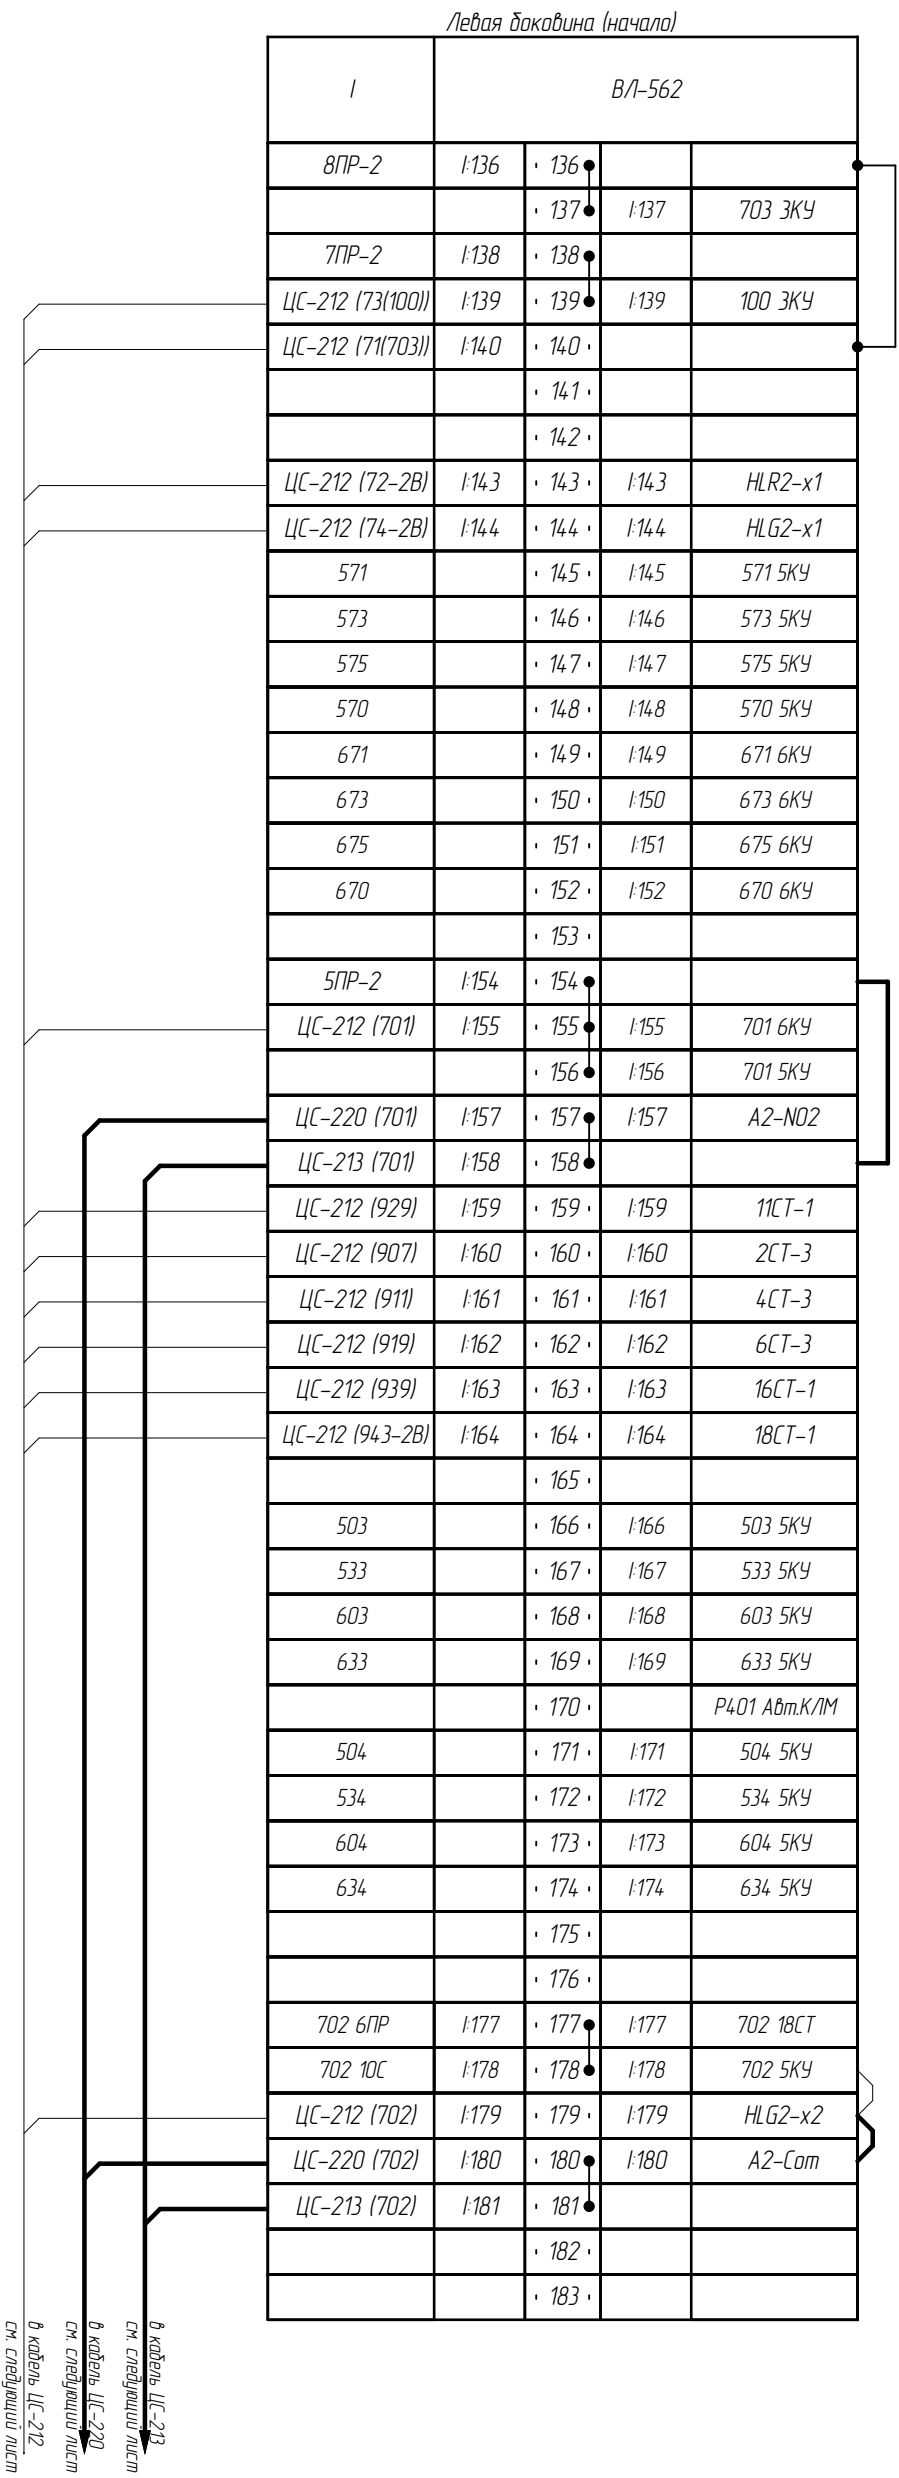 Левая боковина (начало)
I ВЛ-562
8ПР-2 I:136 136
137 I:137 703 3КУ
7ПР-2 I:138 138
ЦС-212 (73(100)) I:139 139 I:139 100 3КУ
ЦС-212 (71(703)) I:140 140
141
142
ЦС-212 (72-2В) I:143 143 I:143 HLR2-x1
ЦС-212 (74-2В) I:144 144 I:144 HLG2-x1
571 145 I:145 571 5КУ
573 146 I:146 573 5КУ
575 147 I:147 575 5КУ
570 148 I:148 570 5КУ
671 149 I:149 671 6КУ
673 150 I:150 673 6КУ
675 151 I:151 675 6КУ
670 152 I:152 670 6КУ
153
5ПР-2 I:154 154
ЦС-212 (701) I:155 155 I:155 701 6КУ
156 I:156 701 5КУ
ЦС-220 (701) I:157 157 I:157 A2-NO2
ЦС-213 (701) I:158 158
ЦС-212 (929) I:159 159 I:159 11СТ-1
ЦС-212 (907) I:160 160 I:160 2СТ-3
ЦС-212 (911) I:161 161 I:161 4СТ-3
ЦС-212 (919) I:162 162 I:162 6СТ-3
ЦС-212 (939) I:163 163 I:163 16СТ-1
ЦС-212 (943-2В) I:164 164 I:164 18СТ-1
165
503 166 I:166 503 5КУ
533 167 I:167 533 5КУ
603 168 I:168 603 5КУ
633 169 I:169 633 5КУ
170 Р401 Авт.КЛМ
504 171 I:171 504 5КУ
534 172 I:172 534 5КУ
604 173 I:173 604 5КУ
634 174 I:174 634 5КУ
175
176
702 6ПР I:177 177 I:177 702 18СТ
702 10С I:178 178 I:178 702 5КУ
ЦС-212 (702) I:179 179 I:179 HLG2-x2
ЦС-220 (702) I:180 180 I:180 A2-Com
ЦС-213 (702) I:181 181
182
183
в кабель ЦС-212
см. следующий лист
в кабель ЦС-220
см. следующий лист
в кабель ЦС-213
см. следующий лист